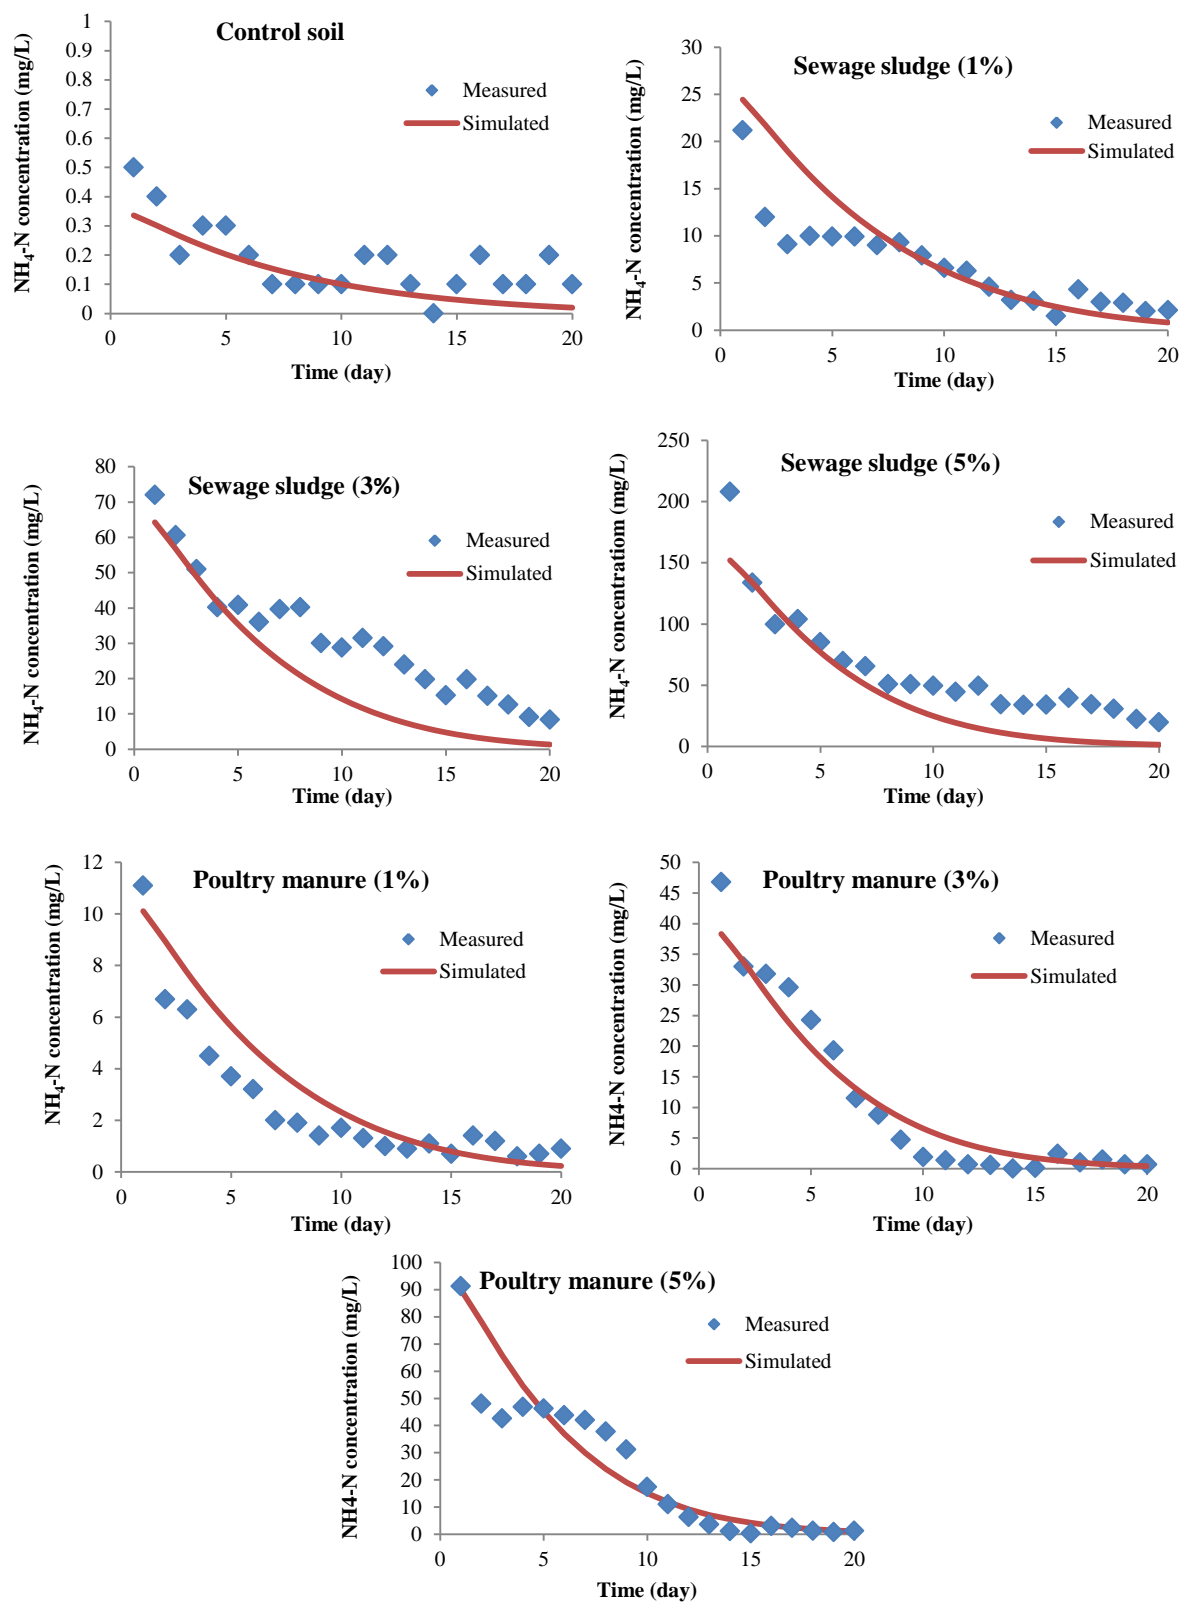 Control soil
NH4-N concentration (mg/L)
1
0.9
0.8
0.7
0.6
0.5
0.4
0.3
0.2
0.1
0
Measured
Simulated
0 5 10 15 20
Time (day)
Sewage sludge (1%)
NH4-N concentration (mg/L)
30
25
20
15
10
5
0
Measured
Simulated
0 5 10 15 20
Time (day)
Sewage sludge (3%)
NH4-N concentration (mg/L)
80
70
60
50
40
30
20
10
0
Measured
Simulated
0 5 10 15 20
Time (day)
Sewage sludge (5%)
NH4-N concentratiom (mg/L)
250
200
150
100
50
0
Measured
Simulated
0 5 10 15 20
Time (day)
Poultry manure (1%)
NH4-N concentration (mg/L)
12
10
8
6
4
2
0
Measured
Simulated
0 5 10 15 20
Time (day)
Poultry manure (3%)
NH4-N concentration (mg/L)
50
45
40
35
30
25
20
15
10
5
0
Measured
Simulated
0 5 10 15 20
Time (day)
Poultry manure (5%)
NH4-N concentration (mg/L)
100
90
80
70
60
50
40
30
20
10
0
Measured
Simulated
0 5 10 15 20
Time (day)